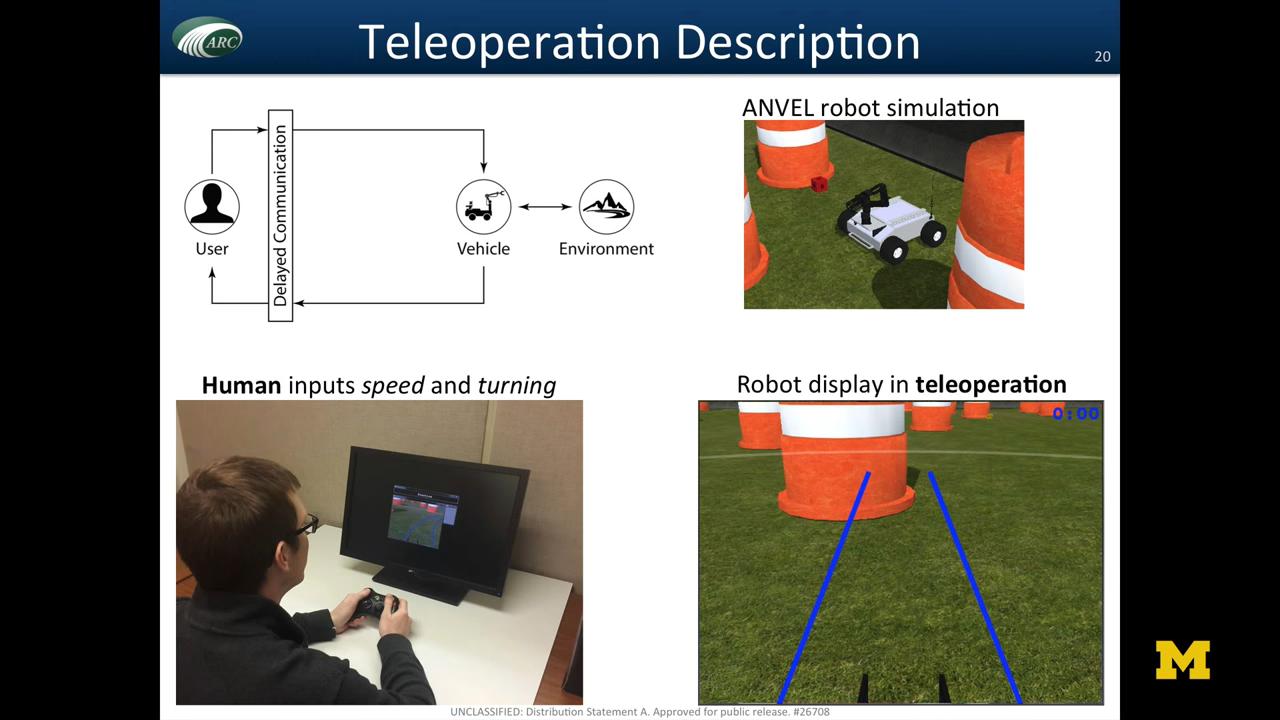 ARC
Teleoperation Description
20
Delayed Communication
User
Vehicle
Environment
ANVEL robot simulation
Human inputs speed and turning
Robot display in teleoperation
0:00
M
UNCLASSIFIED: Distribution Statement A. Approved for public release. #26708